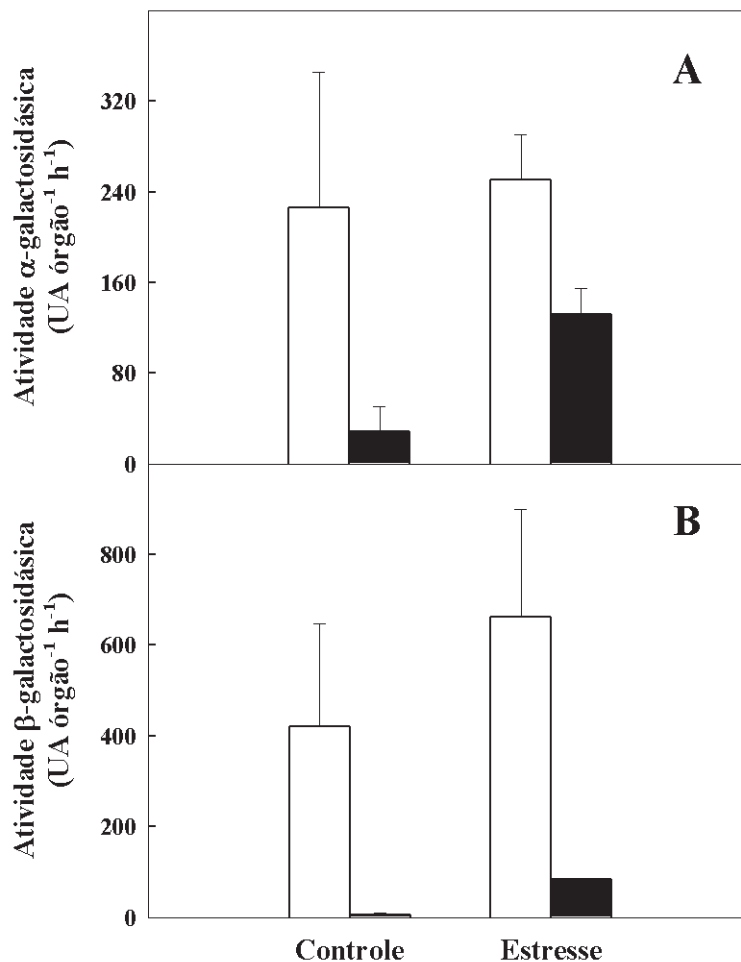 A
Atividade α-galactosidásica
(UA órgão⁻¹ h⁻¹)
320
240
160
80
0
B
Atividade β-galactosidásica
(UA órgão⁻¹ h⁻¹)
800
600
400
200
0
Controle Estresse